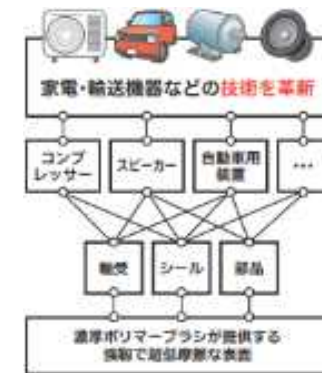 家電・輸送機器などの技術を革新
コンプ
レッサー
スピーカー
自動車用
装置
…
軸受
シール
部品
濃厚ポリマーブラシが提供する
強靭で超低摩擦な表面